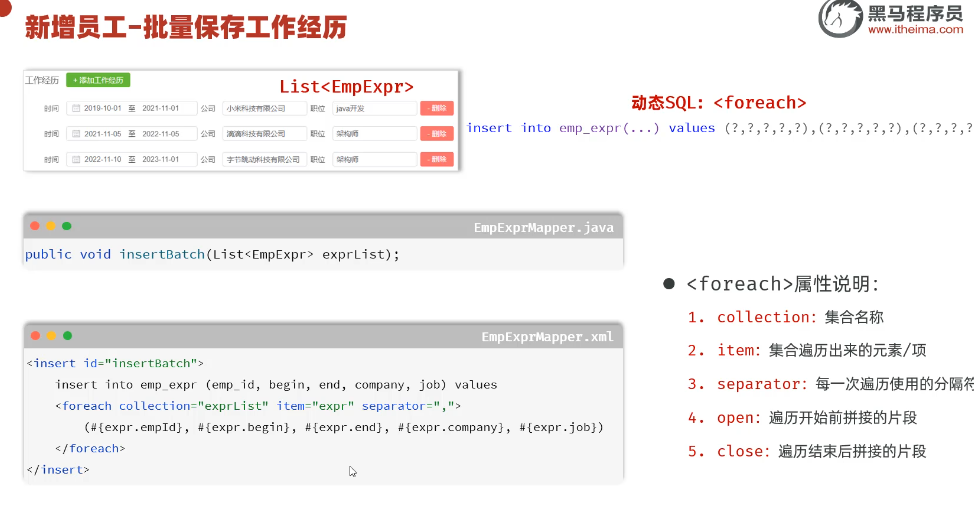 新增员工-批量保存工作经历
黑马程序员
www.itheima.com
工作经历 + 添加工作经历
List<EmpExpr>
时间 2019-10-01 至 2021-11-01 公司 小米科技有限公司 职位 java开发 - 删除
时间 2021-11-05 至 2022-11-05 公司 滴滴科技有限公司 职位 架构师 - 删除
时间 2022-11-10 至 2023-11-01 公司 字节跳动科技有限公司 职位 架构师 - 删除
动态SQL: <foreach>
insert into emp_expr(...) values (?,?,?,?,?),(?,?,?,?,?),(?,?,?,?
EmpExprMapper.java
public void insertBatch(List<EmpExpr> exprList);
EmpExprMapper.xml
<insert id="insertBatch">
insert into emp_expr (emp_id, begin, end, company, job) values
<foreach collection="exprList" item="expr" separator=",">
(#{expr.empId}, #{expr.begin}, #{expr.end}, #{expr.company}, #{expr.job})
</foreach>
</insert>
● <foreach>属性说明:
1. collection: 集合名称
2. item: 集合遍历出来的元素/项
3. separator: 每一次遍历使用的分隔符
4. open: 遍历开始前拼接的片段
5. close: 遍历结束后拼接的片段